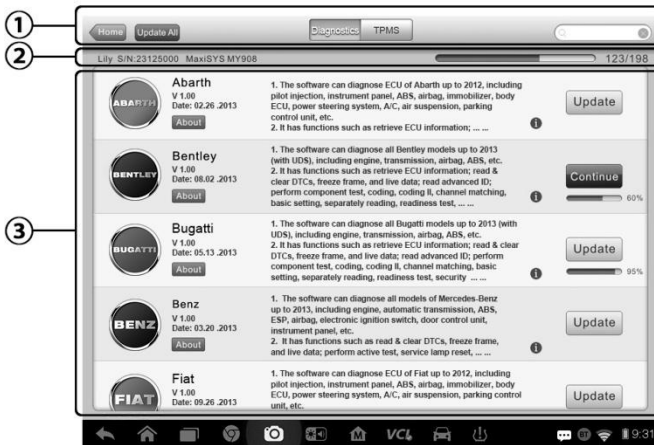 1
Home Update All Diagnostics TPMS
2
Lily S/N:23125000 MaxiSYS MY908 123/198
3
ABARTH
Abarth
V 1.00
Date: 02.26 .2013
About
1. The software can diagnose ECU of Abarth up to 2012, including
pilot injection, instrument panel, ABS, airbag, immobilizer, body
ECU, power steering system, A/C, air suspension, parking
control unit, etc.
2. It has functions such as retrieve ECU information; ... ...
i
Update
BENTLEY
Bentley
V 1.00
Date: 08.02 .2013
About
1. The software can diagnose all Bentley models up to 2013
(with UDS), including engine, transmission, airbag, ABS, etc.
2. It has functions such as retrieve ECU information; read &
clear DTCs, freeze frame, and live data; read advanced ID;
perform component test, coding, coding II, channel matching,
basic setting, separately reading, readiness test, ... ...
i
Continue
60%
BUGATTI
Bugatti
V 1.00
Date: 05.13 .2013
About
1. The software can diagnose all Bugatti models up to 2013 (with
UDS), including engine, transmission, airbag, ABS, etc.
2. It has functions such as retrieve ECU information; read & clear
DTCs, freeze frame, and live data; read advanced ID; perform
component test, coding, coding II, channel matching, basic
setting, separately reading, readiness test, security ... ...
i
Update
95%
BENZ
Benz
V 1.00
Date: 03.20 .2013
About
1. The software can diagnose all models of Mercedes-Benz
up to 2013, including engine, automatic transmission, ABS,
ESP, airbag, electronic ignition switch, door control unit,
instrument panel, etc.
2. It has functions such as read & clear DTCs, freeze frame,
and live data; perform active test, service lamp reset, ... ...
i
Update
FIAT
Fiat
V 1.00
Date: 09.26 .2013
1. The software can diagnose ECU of Fiat up to 2012, including
pilot injection, instrument panel, ABS, airbag, immobilizer, body
ECU, power steering system, A/C, air suspension, parking control
unit, etc.
Update
M VCI BT 9:31